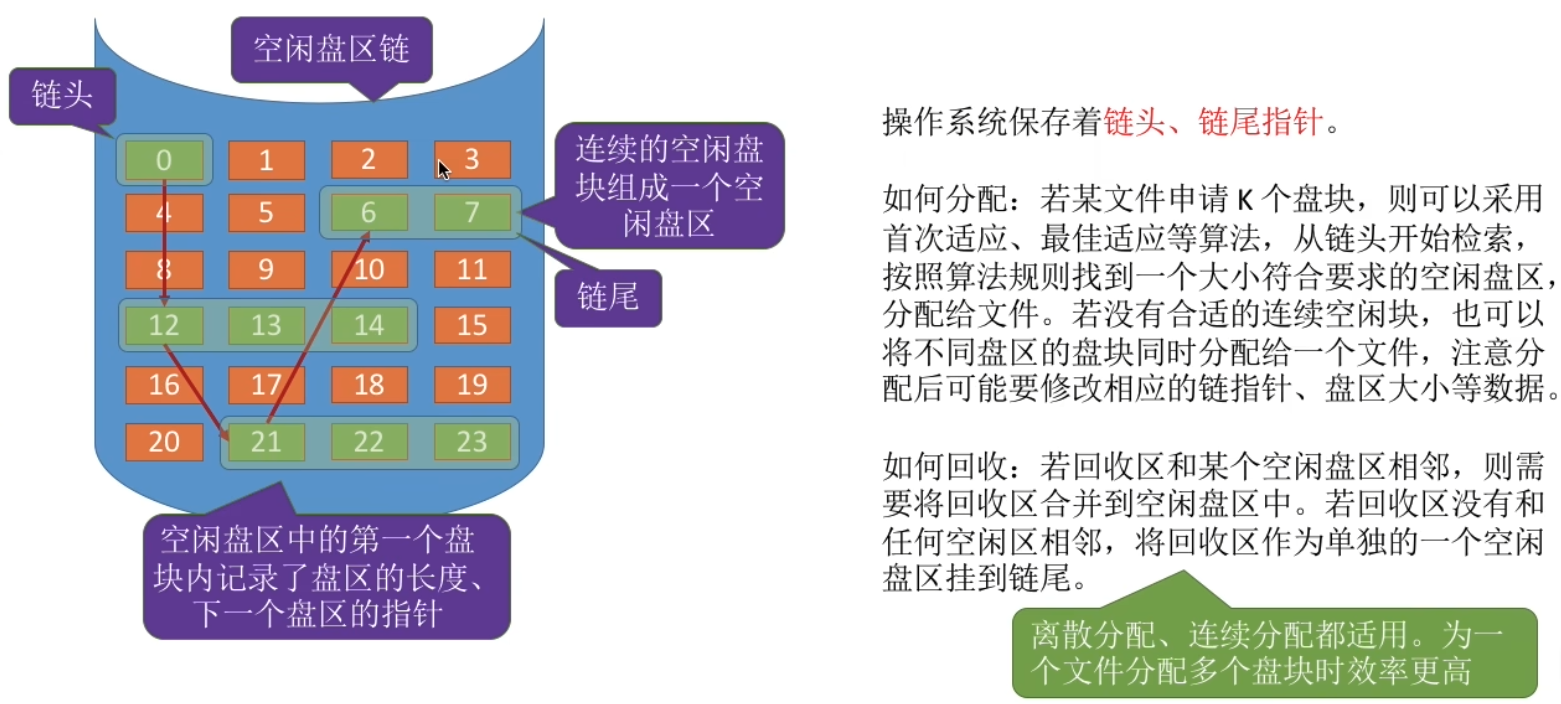 空闲盘区链
链头
0 1 2 3
4 5 6 7
8 9 10 11
12 13 14 15
16 17 18 19
20 21 22 23
连续的空闲盘
块组成一个空
闲盘区
链尾
空闲盘区中的第一个盘
块内记录了盘区的长度、
下一个盘区的指针
操作系统保存着链头、链尾指针。
如何分配：若某文件申请 K 个盘块，则可以采用
首次适应、最佳适应等算法，从链头开始检索，
按照算法规则找到一个大小符合要求的空闲盘区，
分配给文件。若没有合适的连续空闲块，也可以
将不同盘区的盘块同时分配给一个文件，注意分
配后可能要修改相应的链指针、盘区大小等数据。
如何回收：若回收区和某个空闲盘区相邻，则需
要将回收区合并到空闲盘区中。若回收区没有和
任何空闲区相邻，将回收区作为单独的一个空闲
盘区挂到链尾。
离散分配、连续分配都适用。为一
个文件分配多个盘块时效率更高